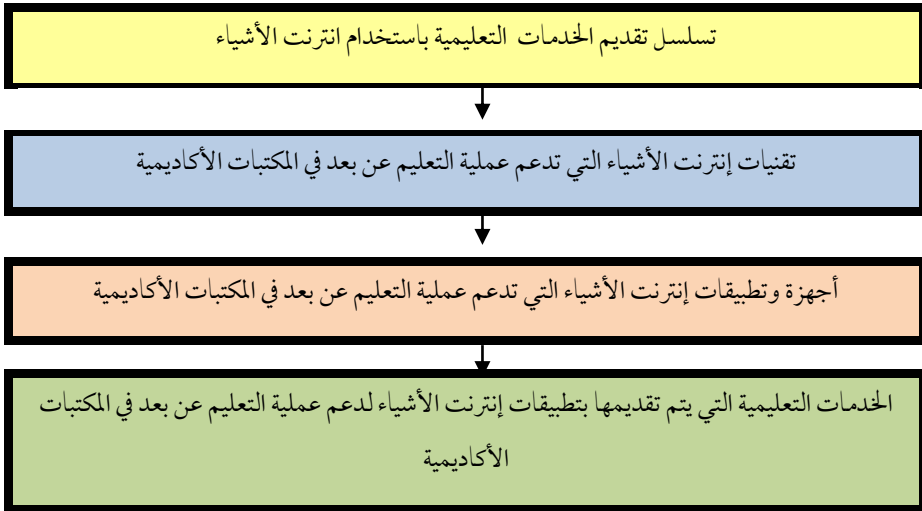 تسلسل تقديم الخدمات التعليمية باستخدام انترنت الأشياء
تقنيات إنترنت الأشياء التي تدعم عملية التعليم عن بعد في المكتبات الأكاديمية
أجهزة وتطبيقات إنترنت الأشياء التي تدعم عملية التعليم عن بعد في المكتبات الأكاديمية
الخدمات التعليمية التي يتم تقديمها بتطبيقات إنترنت الأشياء لدعم عملية التعليم عن بعد في المكتبات
الأكاديمية